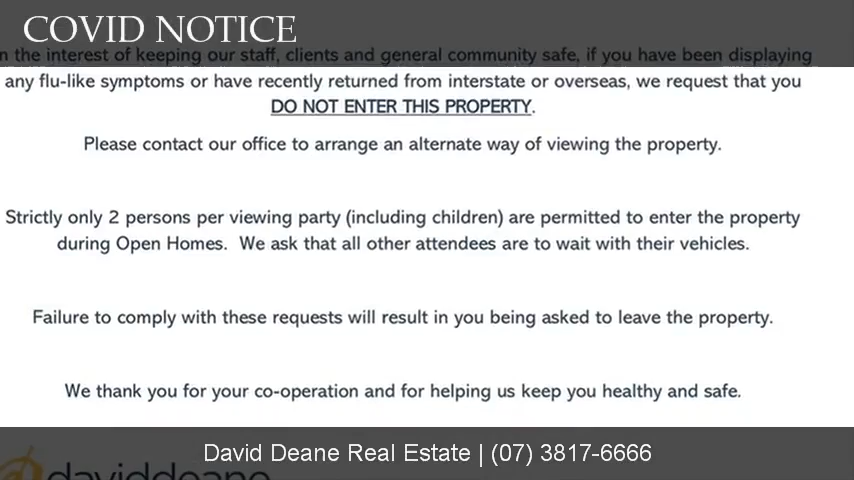 COVID NOTICE
n the interest of keeping our staff, clients and general community safe, if you have been displaying
any flu-like symptoms or have recently returned from interstate or overseas, we request that you
DO NOT ENTER THIS PROPERTY.
Please contact our office to arrange an alternate way of viewing the property.
Strictly only 2 persons per viewing party (including children) are permitted to enter the property
during Open Homes. We ask that all other attendees are to wait with their vehicles.
Failure to comply with these requests will result in you being asked to leave the property.
We thank you for your co-operation and for helping us keep you healthy and safe.
David Deane Real Estate | (07) 3817-6666
daviddeane